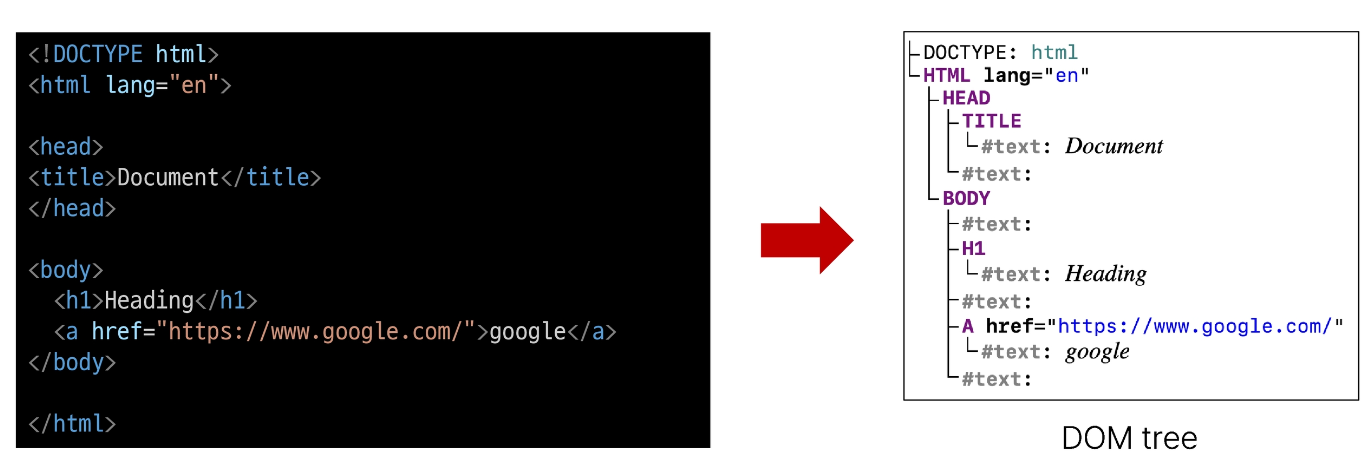 <!DOCTYPE html>
<html lang="en">
<head>
<title>Document</title>
</head>
<body>
<h1>Heading</h1>
<a href="https://www.google.com/">google</a>
</body>
</html>
DOCTYPE: html
HTML lang="en"
HEAD
TITLE
#text: Document
#text:
BODY
#text:
H1
#text: Heading
#text:
A href="https://www.google.com/"
#text: google
#text:
DOM tree